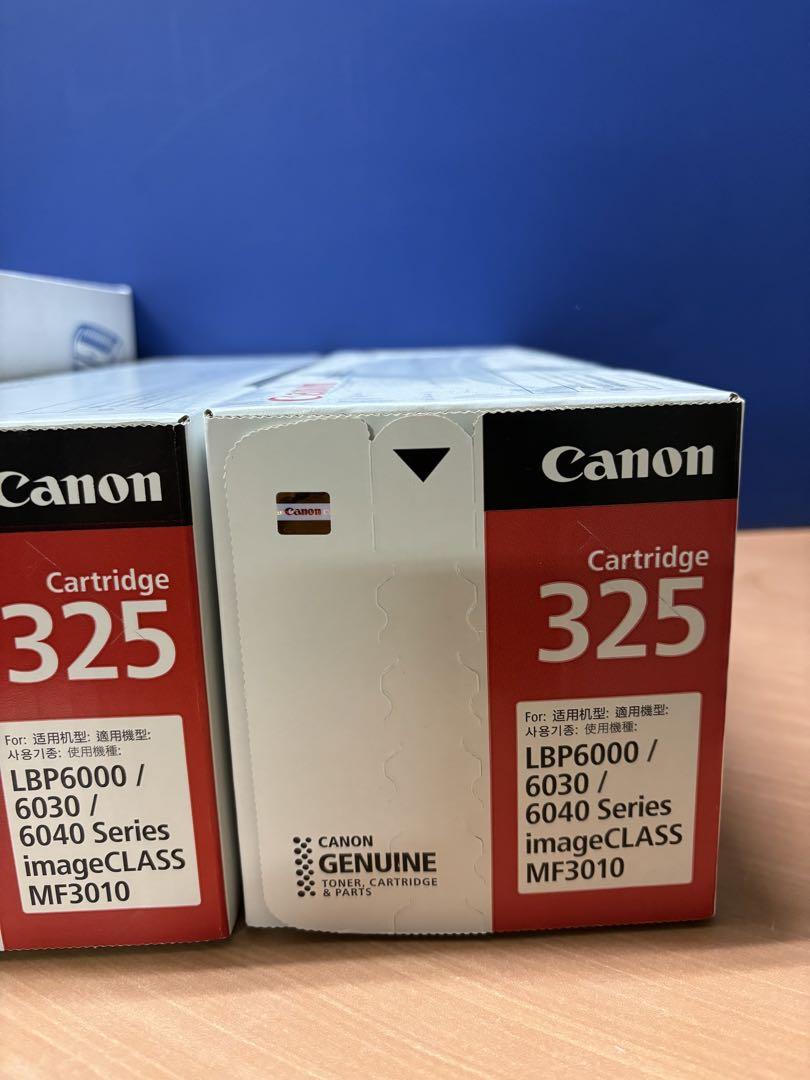 Canon
Cartridge
325
For: 适用机型: 適用機型:
사용기종: 使用機種:
LBP6000 /
6030 /
6040 Series
imageCLASS
MF3010
Canon
Canon
CANON
GENUINE
TONER, CARTRIDGE
& PARTS
Canon
Cartridge
325
For: 适用机型: 適用機型:
사용기종: 使用機種:
LBP6000 /
6030 /
6040 Series
imageCLASS
MF3010